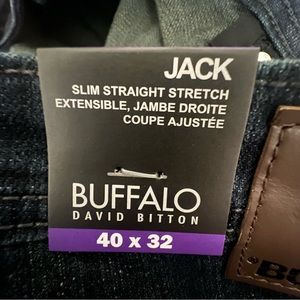 JACK
SLIM STRAIGHT STRETCH
EXTENSIBLE, JAMBE DROITE
COUPE AJUSTÉE
BUFFALO
DAVID BITTON
40 x 32